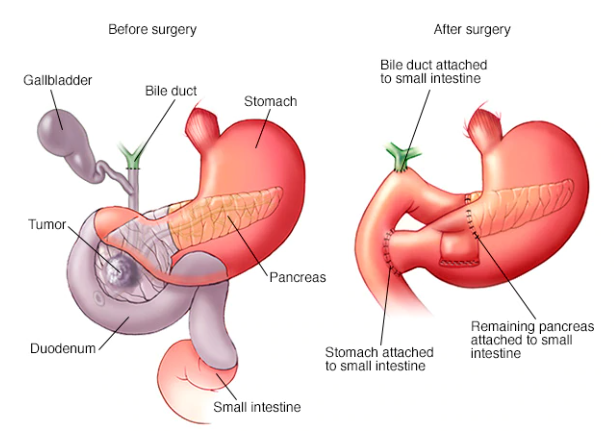 Before surgery
After surgery
Gallbladder
Bile duct
Stomach
Tumor
Pancreas
Duodenum
Small intestine
Bile duct attached
to small intestine
Stomach attached
to small intestine
Remaining pancreas
attached to small
intestine